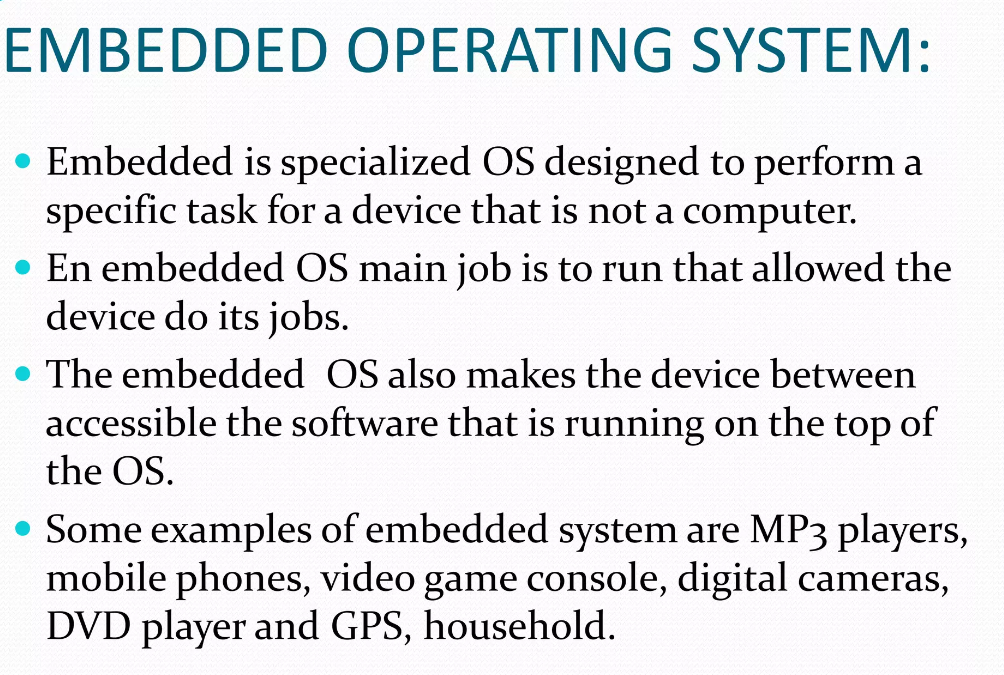 EMBEDDED OPERATING SYSTEM:
• Embedded is specialized OS designed to perform a
specific task for a device that is not a computer.
• En embedded OS main job is to run that allowed the
device do its jobs.
• The embedded  OS also makes the device between
accessible the software that is running on the top of
the OS.
• Some examples of embedded system are MP3 players,
mobile phones, video game console, digital cameras,
DVD player and GPS, household.